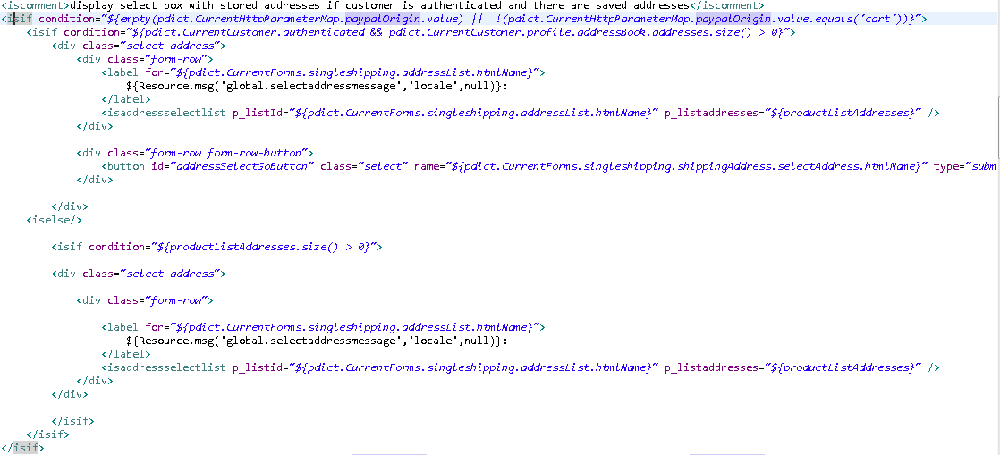 <iscomment>display select box with stored addresses if customer is authenticated and there are saved addresses</iscomment>
<isif condition="${empty(pdict.CurrentHttpParameterMap.paypalOrigin.value) ||  !(pdict.CurrentHttpParameterMap.paypalOrigin.value.equals('cart'))}">
    <isif condition="${pdict.CurrentCustomer.authenticated && pdict.CurrentCustomer.profile.addressBook.addresses.size() > 0}">
        <div class="select-address">
            <div class="form-row">
                <label for="${pdict.CurrentForms.singleshipping.addressList.htmlName}">
                    ${Resource.msg('global.selectaddressmessage','locale',null)}:
                </label>
                <isaddressselectlist p_listId="${pdict.CurrentForms.singleshipping.addressList.htmlName}" p_listaddresses="${productListAddresses}" />
            </div>
            <div class="form-row form-row-button">
                <button id="addressSelectGoButton" class="select" name="${pdict.CurrentForms.singleshipping.shippingAddress.selectAddress.htmlName}" type="subm
            </div>
        </div>
    <iselse/>
        <isif condition="${productListAddresses.size() > 0}">
        <div class="select-address">
            <div class="form-row">
                <label for="${pdict.CurrentForms.singleshipping.addressList.htmlName}">
                    ${Resource.msg('global.selectaddressmessage','locale',null)}:
                </label>
                <isaddressselectlist p_listid="${pdict.CurrentForms.singleshipping.addressList.htmlName}" p_listaddresses="${productListAddresses}" />
            </div>
        </div>
        </isif>
    </isif>
</isif>